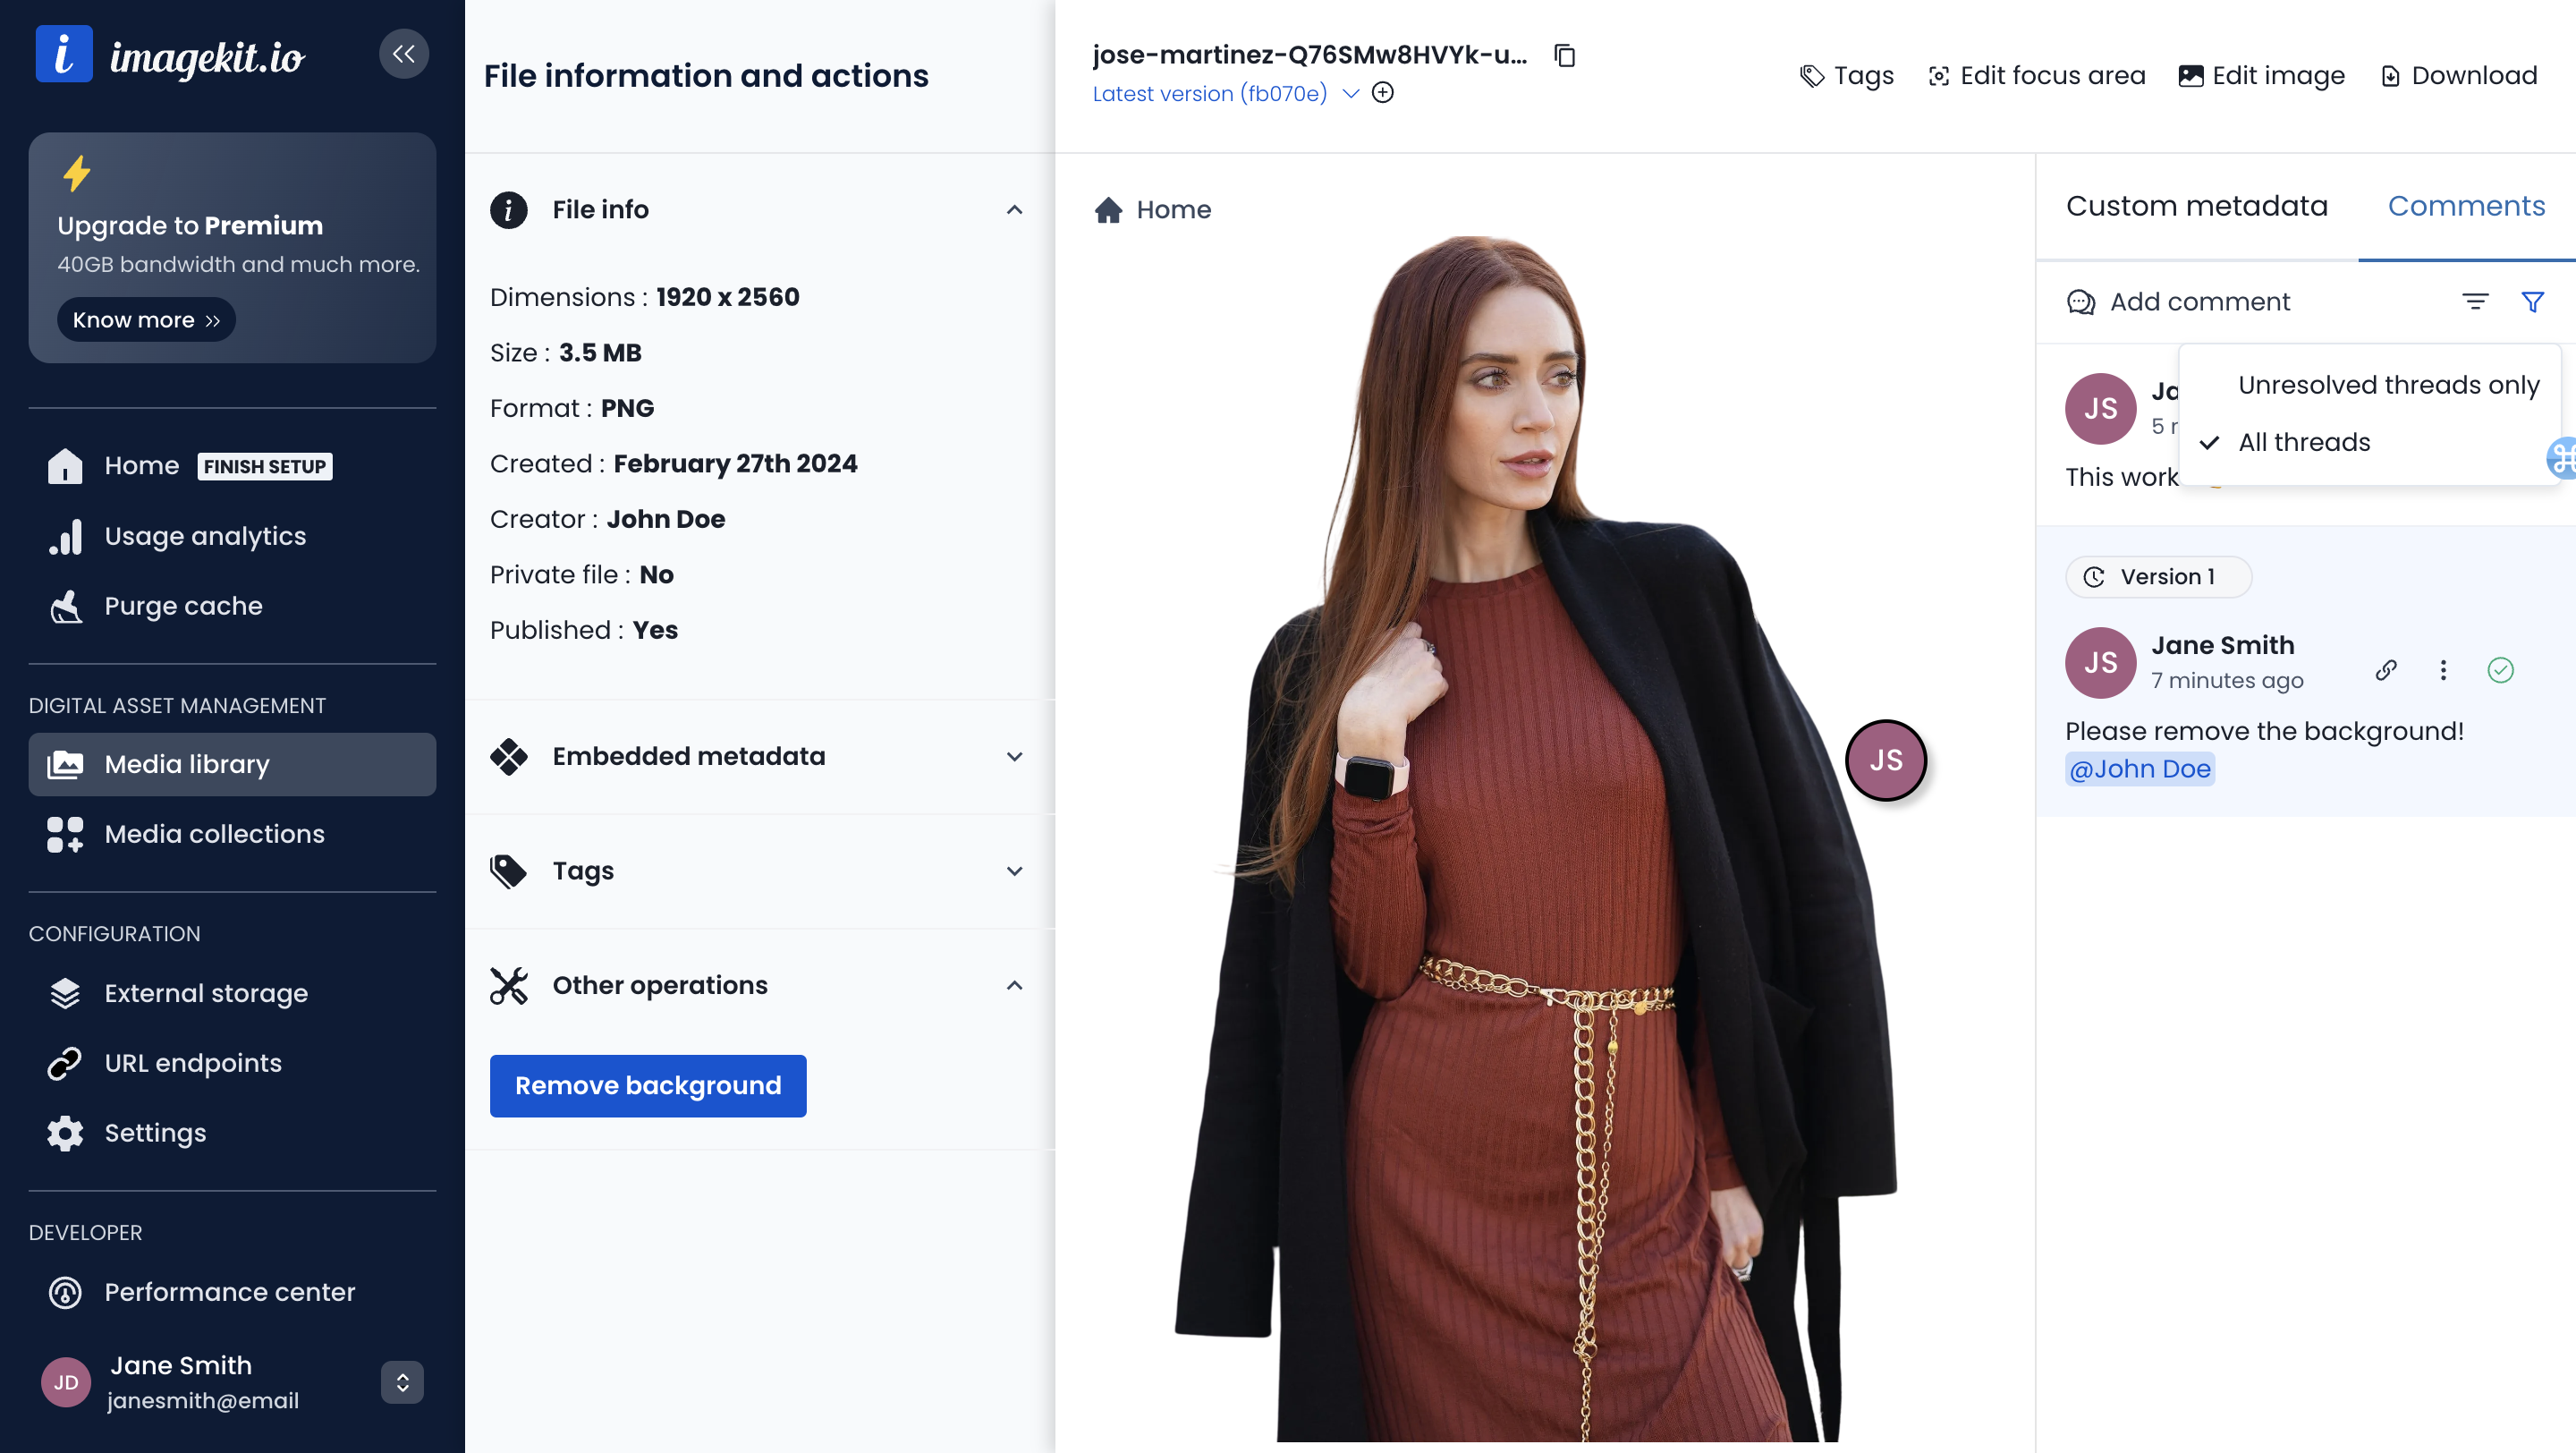 i imagekit.io
Upgrade to Premium
40GB bandwidth and much more.
Know more >>
Home FINISH SETUP
Usage analytics
Purge cache
DIGITAL ASSET MANAGEMENT
Media library
Media collections
CONFIGURATION
External storage
URL endpoints
Settings
DEVELOPER
Performance center
JD
Jane Smith
janesmith@email
File information and actions
File info
Dimensions : 1920 x 2560
Size : 3.5 MB
Format : PNG
Created : February 27th 2024
Creator : John Doe
Private file : No
Published : Yes
Embedded metadata
Tags
Other operations
Remove background
jose-martinez-Q76SMw8HVYk-u...
Latest version (fb070e)
Tags Edit focus area Edit image Download
Home
JS
Custom metadata Comments
Add comment
Unresolved threads only
All threads
JS
Ja
5
This work
Version 1
JS
Jane Smith
7 minutes ago
Please remove the background!
@John Doe